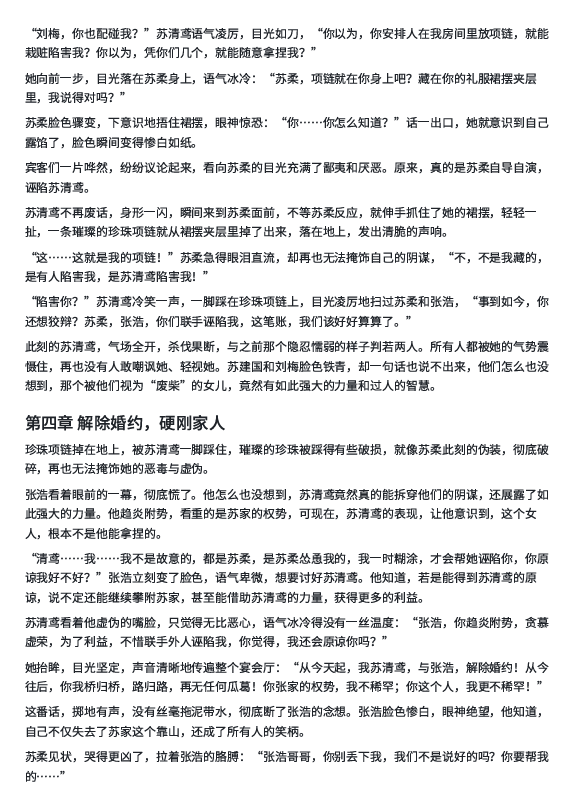 “刘梅，你也配碰我？”苏清鸢语气凌厉，目光如刀，“你以为，你安排人在我房间里放项链，就能
栽赃陷害我？你以为，凭你们几个，就能随意拿捏我？”
她向前一步，目光落在苏柔身上，语气冰冷：“苏柔，项链就在你身上吧？藏在你的礼服裙摆夹层
里，我说得对吗？”
苏柔脸色骤变，下意识地捂住裙摆，眼神惊恐：“你……你怎么知道？”话一出口，她就意识到自己
露馅了，脸色瞬间变得惨白如纸。
宾客们一片哗然，纷纷议论起来，看向苏柔的目光充满了鄙夷和厌恶。原来，真的是苏柔自导自演，
诬陷苏清鸢。
苏清鸢不再废话，身形一闪，瞬间来到苏柔面前，不等苏柔反应，就伸手抓住了她的裙摆，轻轻一
扯，一条璀璨的珍珠项链就从裙摆夹层里掉了出来，落在地上，发出清脆的声响。
“这……这就是我的项链！”苏柔急得眼泪直流，却再也无法掩饰自己的阴谋，“不，不是我藏的，
是有人陷害我，是苏清鸢陷害我！”
“陷害你？”苏清鸢冷笑一声，一脚踩在珍珠项链上，目光凌厉地扫过苏柔和张浩，“事到如今，你
还想狡辩？苏柔，张浩，你们联手诬陷我，这笔账，我们该好好算算了。”
此刻的苏清鸢，气场全开，杀伐果断，与之前那个隐忍懦弱的样子判若两人。所有人都被她的气势震
慑住，再也没有人敢嘲讽她、轻视她。苏建国和刘梅脸色铁青，却一句话也说不出来，他们怎么也没
想到，那个被他们视为“废柴”的女儿，竟然有如此强大的力量和过人的智慧。
第四章 解除婚约，硬刚家人
珍珠项链掉在地上，被苏清鸢一脚踩住，璀璨的珍珠被踩得有些破损，就像苏柔此刻的伪装，彻底破
碎，再也无法掩饰她的恶毒与虚伪。
张浩看着眼前的一幕，彻底慌了。他怎么也没想到，苏清鸢竟然真的能拆穿他们的阴谋，还展露了如
此强大的力量。他趋炎附势，看重的是苏家的权势，可现在，苏清鸢的表现，让他意识到，这个女
人，根本不是他能拿捏的。
“清鸢……我……我不是故意的，都是苏柔，是苏柔怂恿我的，我一时糊涂，才会帮她诬陷你，你原
谅我好不好？”张浩立刻变了脸色，语气卑微，想要讨好苏清鸢。他知道，若是能得到苏清鸢的原
谅，说不定还能继续攀附苏家，甚至能借助苏清鸢的力量，获得更多的利益。
苏清鸢看着他虚伪的嘴脸，只觉得无比恶心，语气冰冷得没有一丝温度：“张浩，你趋炎附势，贪慕
虚荣，为了利益，不惜联手外人诬陷我，你觉得，我还会原谅你吗？”
她抬眸，目光坚定，声音清晰地传遍整个宴会厅：“从今天起，我苏清鸢，与张浩，解除婚约！从今
往后，你我桥归桥，路归路，再无任何瓜葛！你张家的权势，我不稀罕；你这个人，我更不稀罕！”
这番话，掷地有声，没有丝毫拖泥带水，彻底断了张浩的念想。张浩脸色惨白，眼神绝望，他知道，
自己不仅失去了苏家这个靠山，还成了所有人的笑柄。
苏柔见状，哭得更凶了，拉着张浩的胳膊：“张浩哥哥，你别丢下我，我们不是说好的吗？你要帮我
的……”